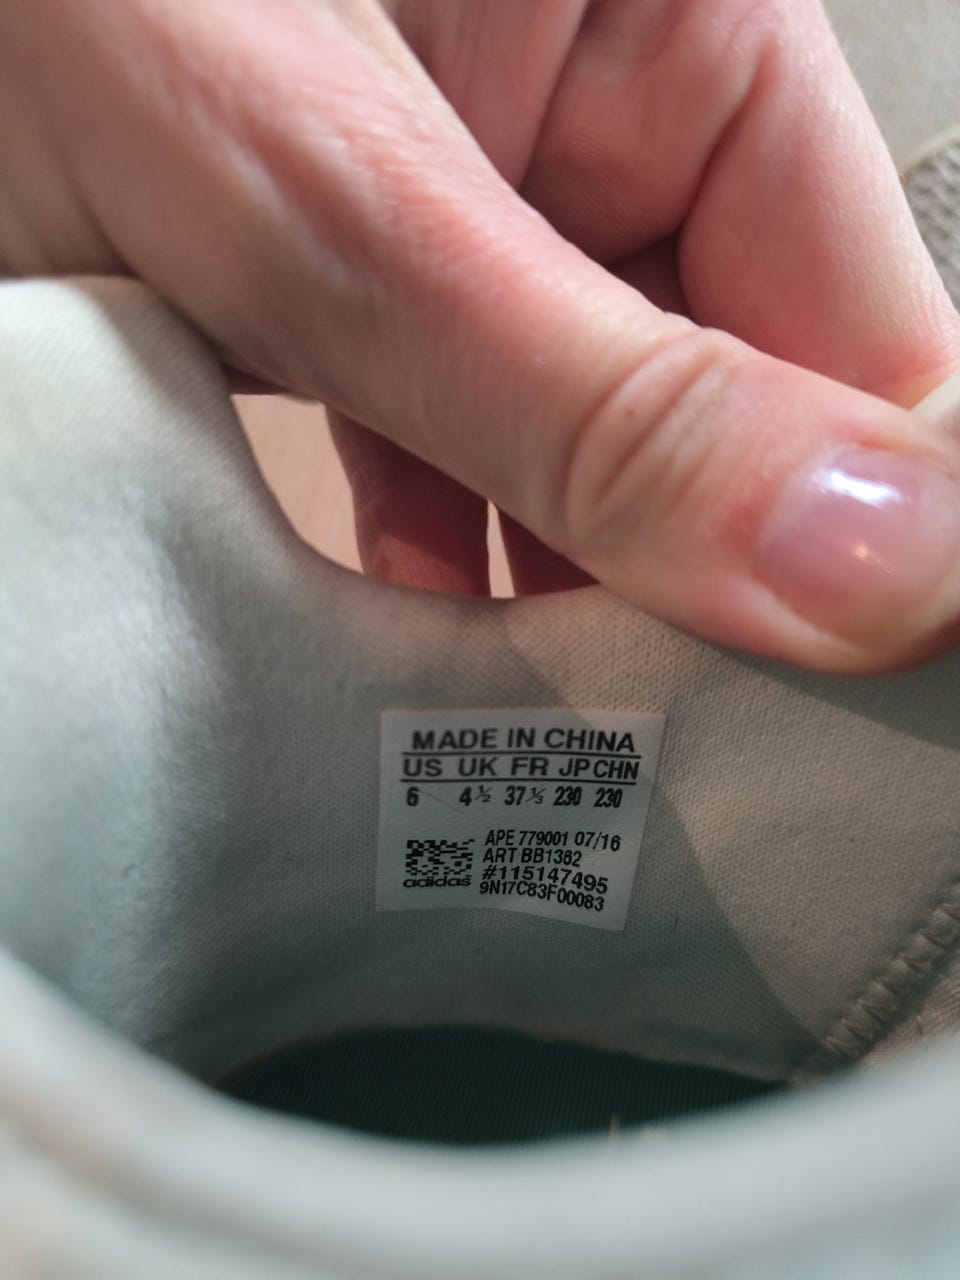 MADE IN CHINA
US UK FR JP CHN
6 4½ 37⅓ 230 230
APE 779001 07/16
ART BB1362
#115147495
adidas
9N17C83F00083